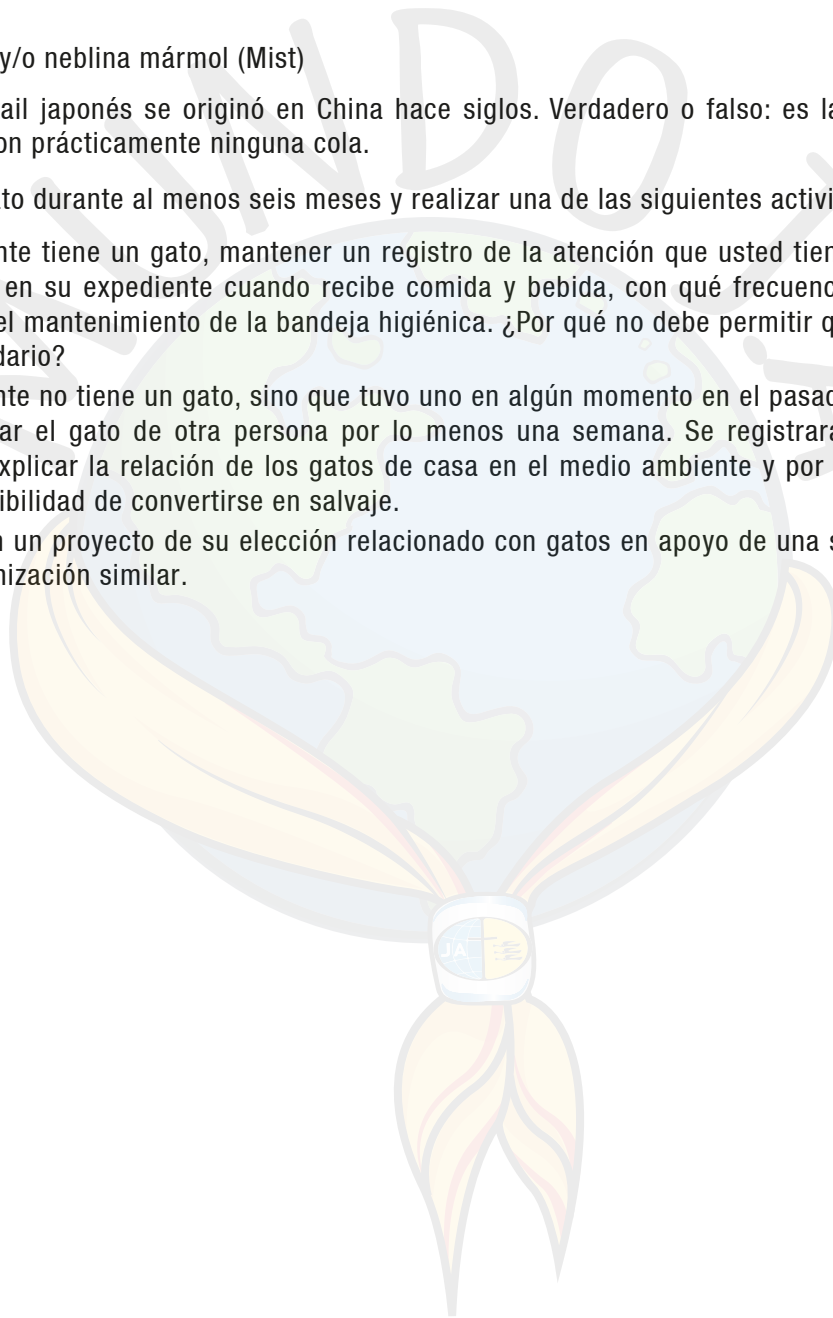 MUNDO J
A
y/o neblina mármol (Mist)
ail japonés se originó en China hace siglos. Verdadero o falso: es la
on prácticamente ninguna cola.
to durante al menos seis meses y realizar una de las siguientes activi
nte tiene un gato, mantener un registro de la atención que usted tien
en su expediente cuando recibe comida y bebida, con qué frecuenc
el mantenimiento de la bandeja higiénica. ¿Por qué no debe permitir q
dario?
nte no tiene un gato, sino que tuvo uno en algún momento en el pasad
ar el gato de otra persona por lo menos una semana. Se registrar
xplicar la relación de los gatos de casa en el medio ambiente y por
ibilidad de convertirse en salvaje.
n un proyecto de su elección relacionado con gatos en apoyo de una s
nización similar.
JA